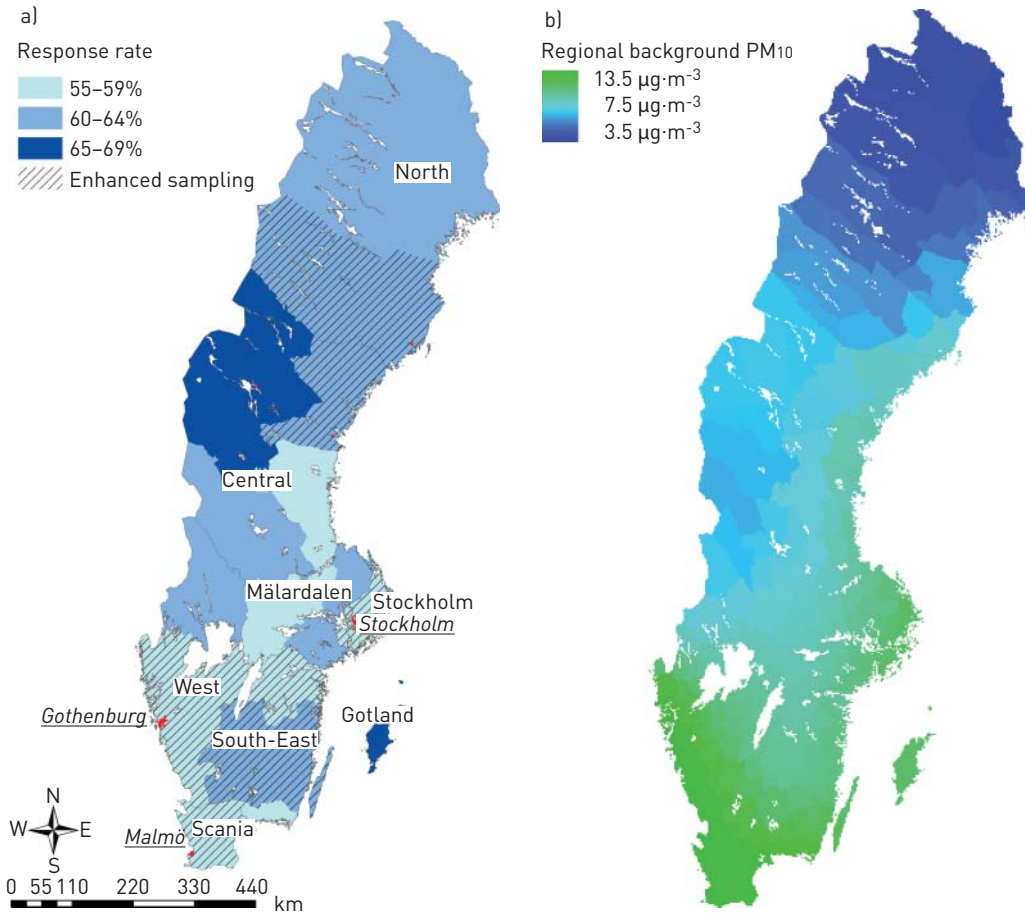 a)
Response rate
55–59%
60–64%
65–69%
Enhanced sampling
North
Central
Mälardalen
Stockholm
Stockholm
West
Gothenburg
Gotland
South-East
Malmö
Scania
N
W E
S
0 55 110 220 330 440
km
b)
Regional background PM10
13.5 µg·m-3
7.5 µg·m-3
3.5 µg·m-3